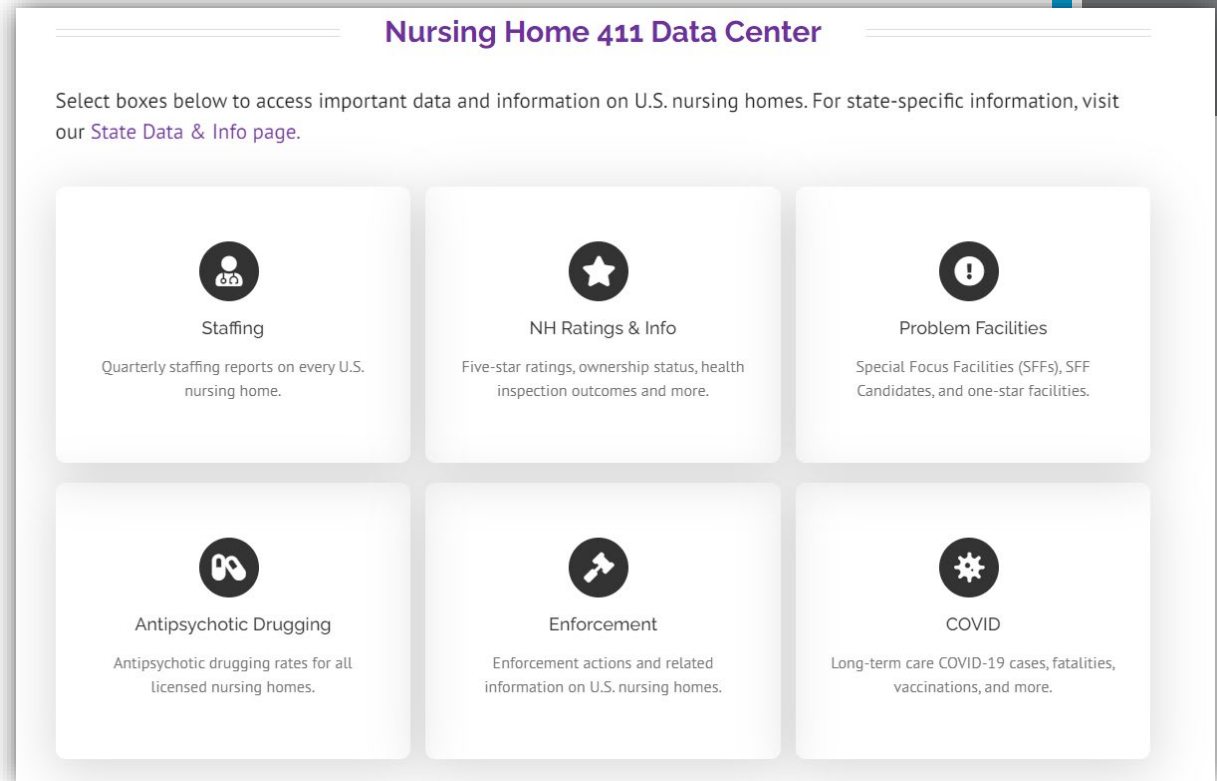 Nursing Home 411 Data Center
Select boxes below to access important data and information on U.S. nursing homes. For state-specific information, visit
our State Data & Info page.
Staffing
Quarterly staffing reports on every U.S.
nursing home.
NH Ratings & Info
Five-star ratings, ownership status, health
inspection outcomes and more.
Problem Facilities
Special Focus Facilities (SFFs), SFF
Candidates, and one-star facilities.
Antipsychotic Drugging
Antipsychotic drugging rates for all
licensed nursing homes.
Enforcement
Enforcement actions and related
information on U.S. nursing homes.
COVID
Long-term care COVID-19 cases, fatalities,
vaccinations, and more.